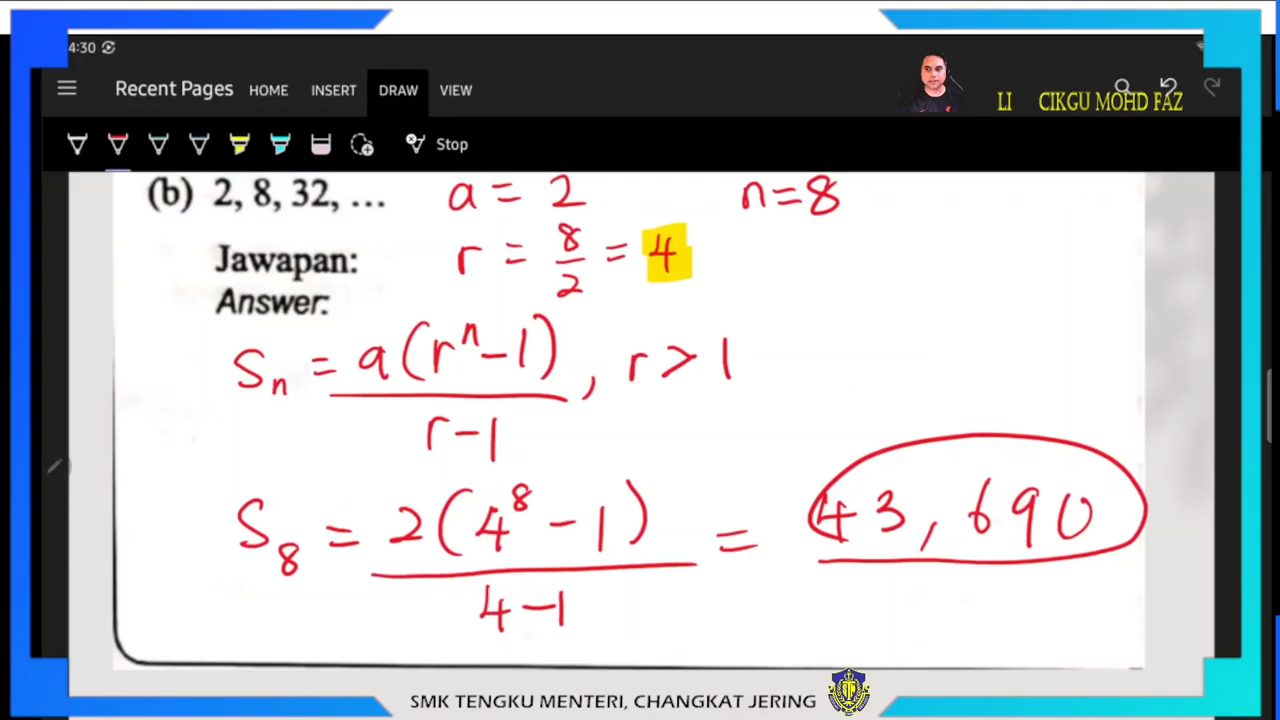 4:30
Recent Pages HOME INSERT DRAW VIEW
LI CIKGU MOHD FAZ
Stop
(b) 2, 8, 32, ... a = 2 n=8
Jawapan: r = 8/2 = 4
Answer:
Sₙ = a(rⁿ-1)/r-1, r > 1
S₈ = 2(4⁸-1)/4-1 = 43,690
SMK TENGKU MENTERI, CHANGKAT JERING